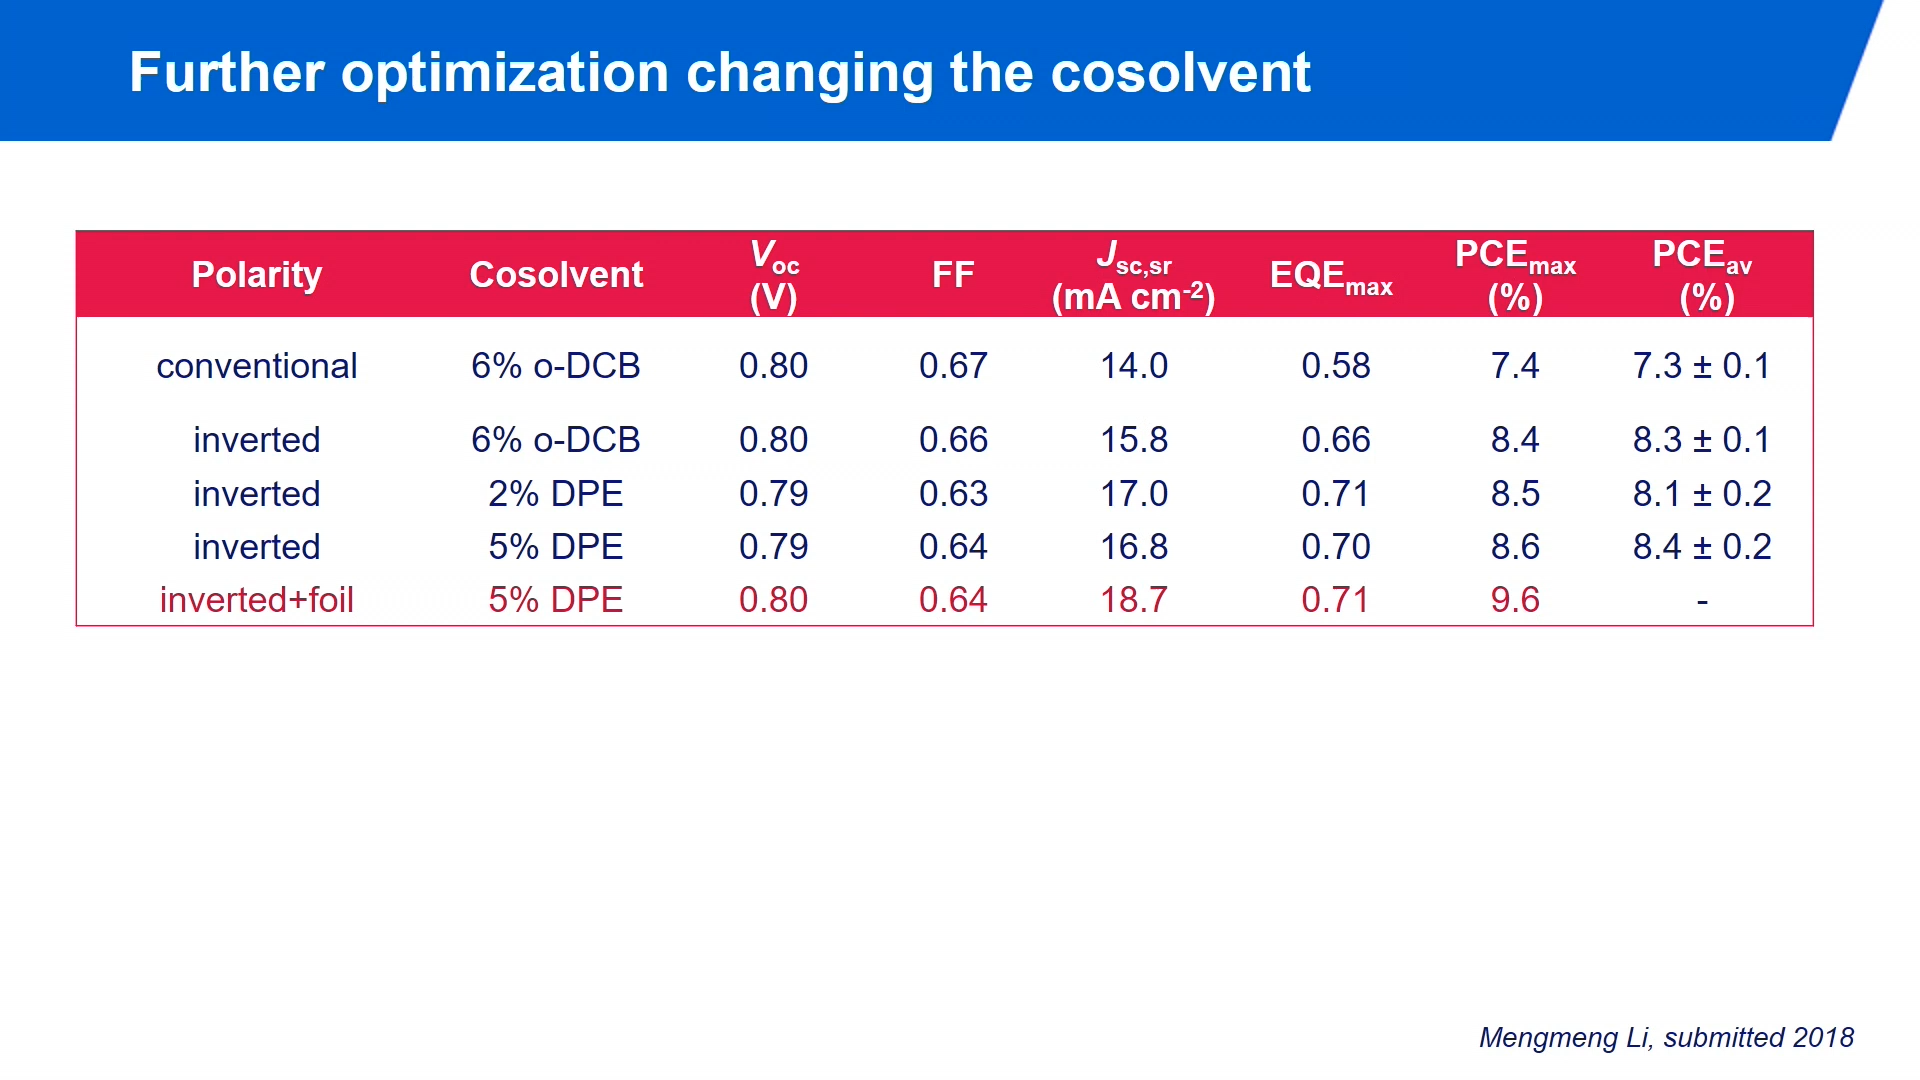 Further optimization changing the cosolvent
Polarity Cosolvent Voc (V) FF Jsc,sr (mA cm-2) EQEmax PCEmax (%) PCEav (%)
conventional 6% o-DCB 0.80 0.67 14.0 0.58 7.4 7.3 ± 0.1
inverted 6% o-DCB 0.80 0.66 15.8 0.66 8.4 8.3 ± 0.1
inverted 2% DPE 0.79 0.63 17.0 0.71 8.5 8.1 ± 0.2
inverted 5% DPE 0.79 0.64 16.8 0.70 8.6 8.4 ± 0.2
inverted+foil 5% DPE 0.80 0.64 18.7 0.71 9.6 -
Mengmeng Li, submitted 2018